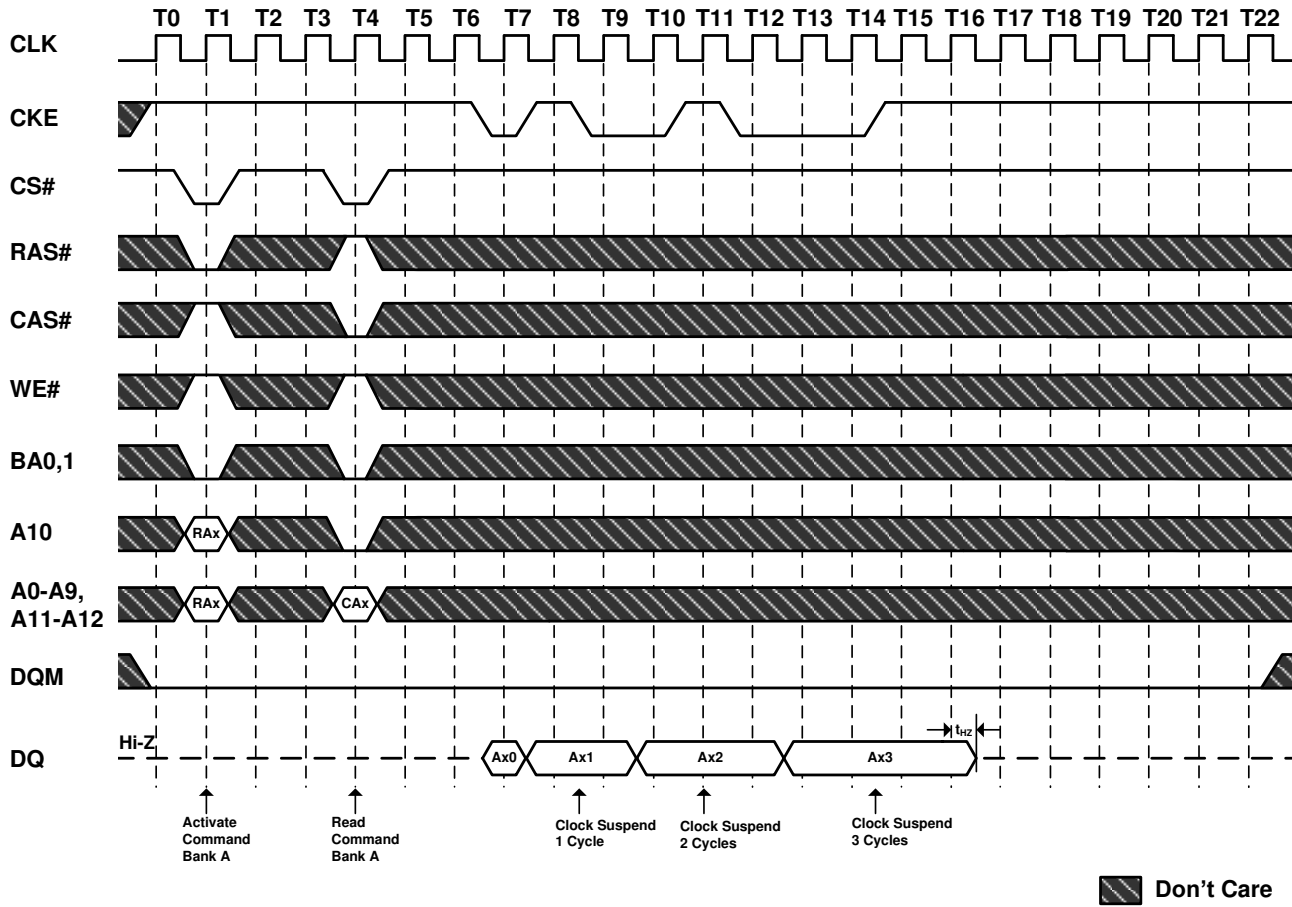 T0 T1 T2 T3 T4 T5 T6 T7 T8 T9 T10 T11 T12 T13 T14 T15 T16 T17 T18 T19 T20 T21 T22
CLK
CKE
CS#
RAS#
CAS#
WE#
BA0,1
A10
RAx
A0-A9,
A11-A12
RAx
CAx
DQM
DQ
Hi-Z
Ax0
Ax1
Ax2
Ax3
tHZ
Activate
Command
Bank A
Read
Command
Bank A
Clock Suspend
1 Cycle
Clock Suspend
2 Cycles
Clock Suspend
3 Cycles
Don't Care